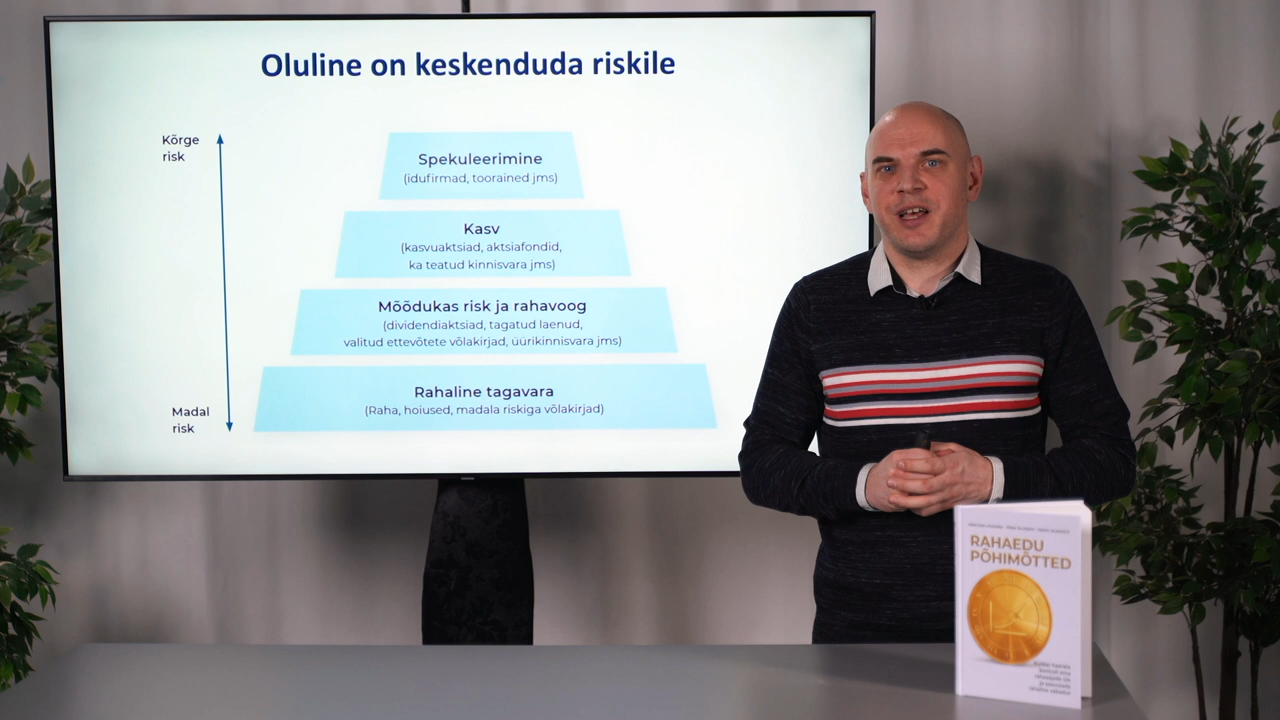 Oluline on keskenduda riskile
Kõrge
risk
Spekuleerimine
(idufirmad, toorained jms)
Kasv
(kasvuaktsiad, aktsiafondid,
ka teatud kinnisvara jms)
Mõõdukas risk ja rahavoog
(dividendiaktsiad, tagatud laenud,
valitud ettevõtete võlakirjad, üürikinnisvara jms)
Rahaline tagavara
(Raha, hoiused, madala riskiga võlakirjad)
Madal
risk
RAHAEDU
PÕHIMÕTTED